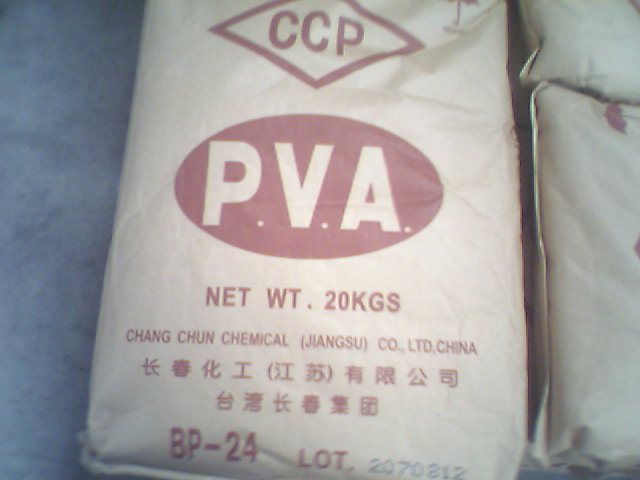 CCP
P.V.A.
NET WT. 20KGS
CHANG CHUN CHEMICAL (JIANGSU) CO., LTD,CHINA
长春化工(江苏)有限公司
台湾长春集团
BP-24 LOT. 2070812